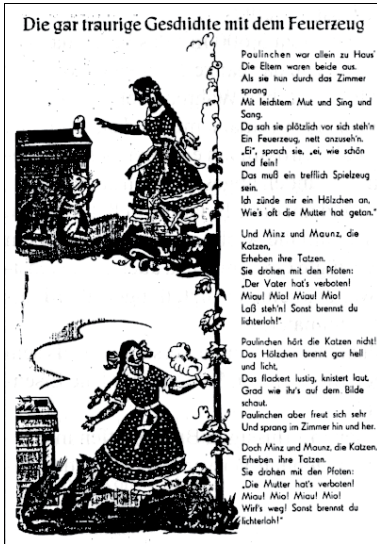 Die gar traurige Geschichte mit dem Feuerzeug
Paulinchen war allein zu Haus'
Die Eltern waren beide aus.
Als sie nun durch das Zimmer
sprang
Mit leichtem Mut und Sing und
Sang.
Da sah sie plötzlich vor sich steh'n
Ein Feuerzeug, nett anzuseh'n.
„Ei", sprach sie, „ei, wie schön
und fein!
Das muß ein trefflich Spielzeug
sein.
Ich zünde mir ein Hölzchen an,
Wie's oft die Mutter hat getan."
Und Minz und Maunz, die
Katzen,
Erheben ihre Tatzen.
Sie drohen mit den Pfoten:
„Der Vater hat's verboten!
Miau! Mio! Miau! Mio!
Laß steh'n! Sonst brennst du
lichterloh!"
Paulinchen hört die Katzen nicht!
Das Hölzchen brennt gar hell
und licht,
Das flackert lustig, knistert laut,
Grad wie ihr's auf dem Bilde
schaut.
Paulinchen aber freut sich sehr
Und sprang im Zimmer hin und her.
Doch Minz und Maunz, die Katzen,
Erheben ihre Tatzen.
Sie drohen mit den Pfoten:
„Die Mutter hat's verboten!
Miau! Mio! Miau! Mio!
Wirf's weg! Sonst brennst du
lichterloh!"